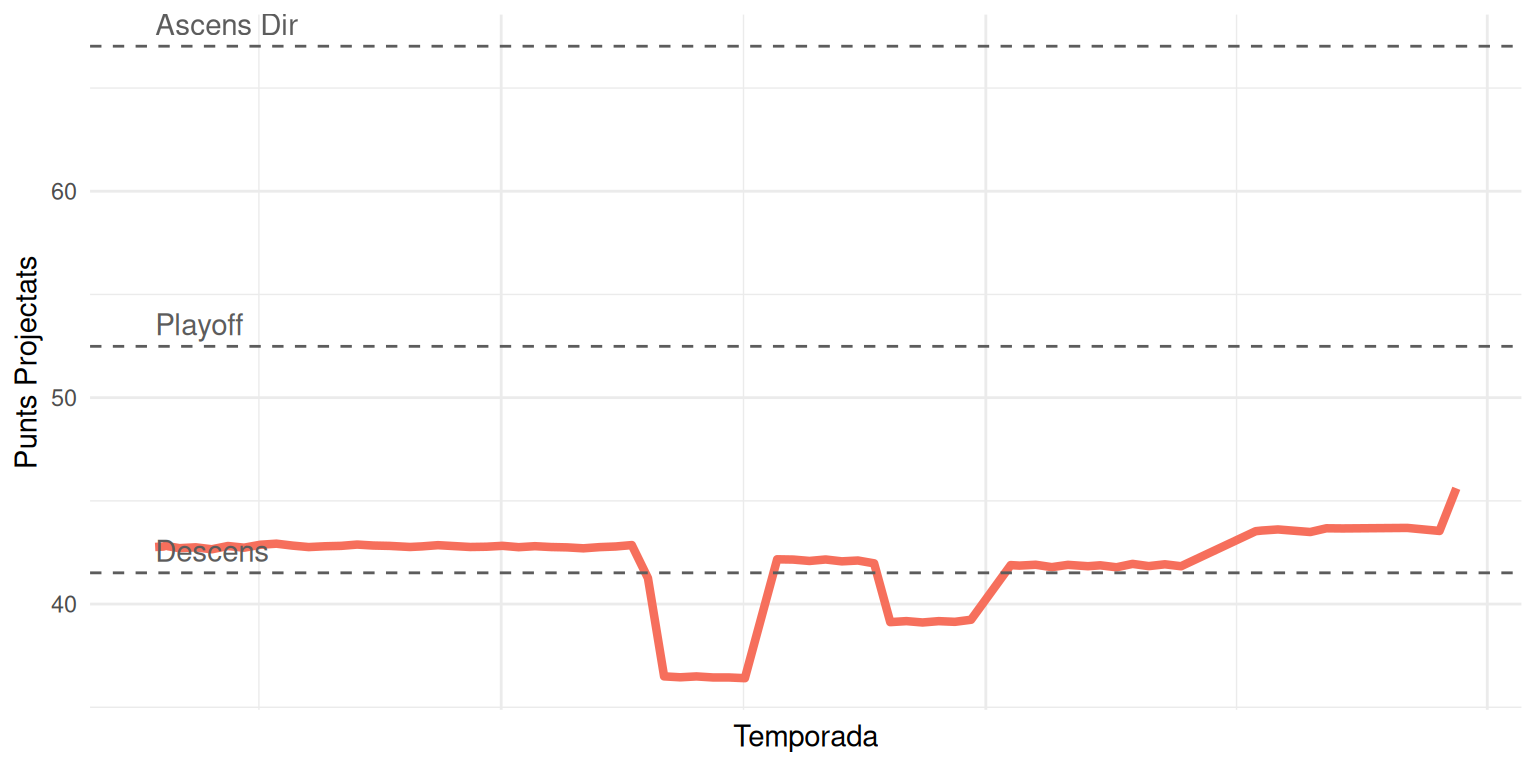 Ascens Dir
60
Playoff
50
Punts Projectats
Descens
40
Temporada